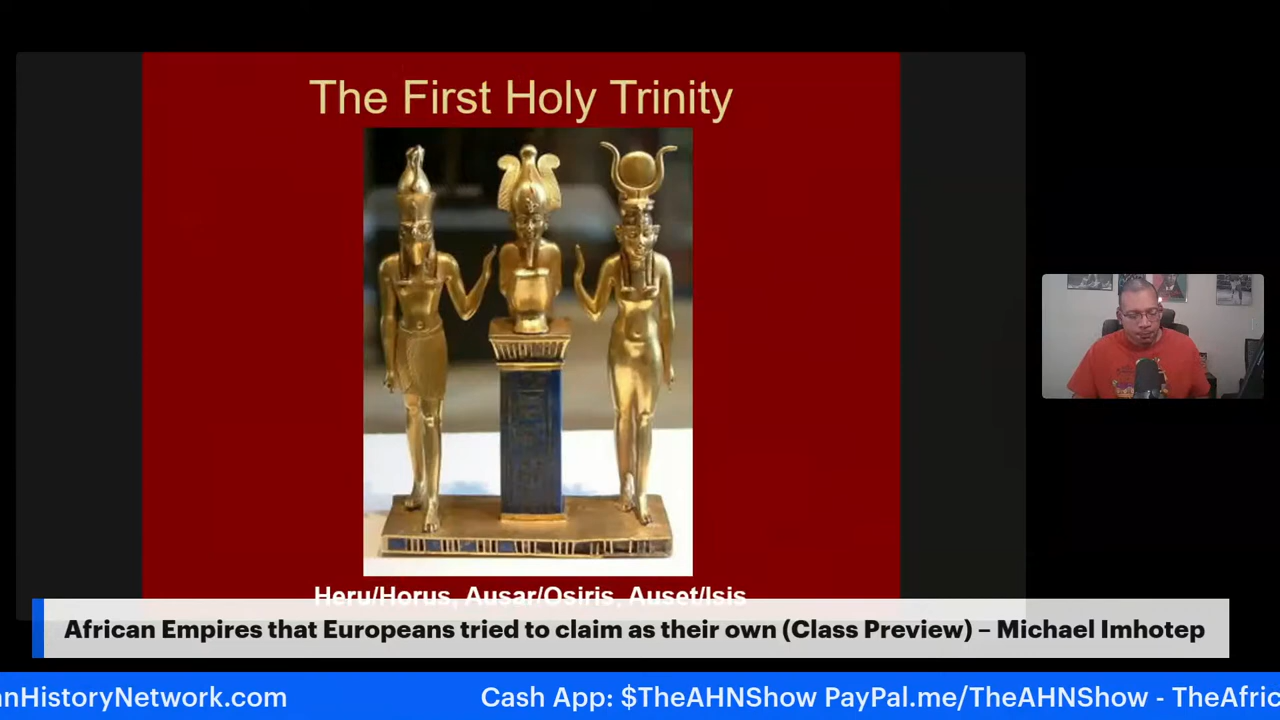 The First Holy Trinity
Heru/Horus, Ausar/Osiris, Auset/Isis
African Empires that Europeans tried to claim as their own (Class Preview) – Michael Imhotep
anHistoryNetwork.com Cash App: $TheAHNShow PayPal.me/TheAHNShow - TheAfric